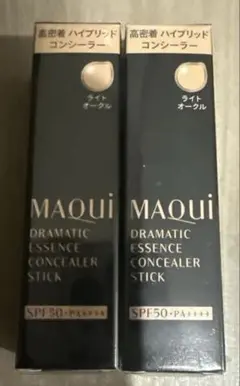 高密着 ハイブリッド
コンシーラー
ライト
オークル
MAQUi
DRAMATIC
ESSENCE
CONCEALER
STICK
SPF50・PA++++
高密着 ハイブリッド
コンシーラー
ライト
オークル
MAQUi
DRAMATIC
ESSENCE
CONCEALER
STICK
SPF50・PA++++